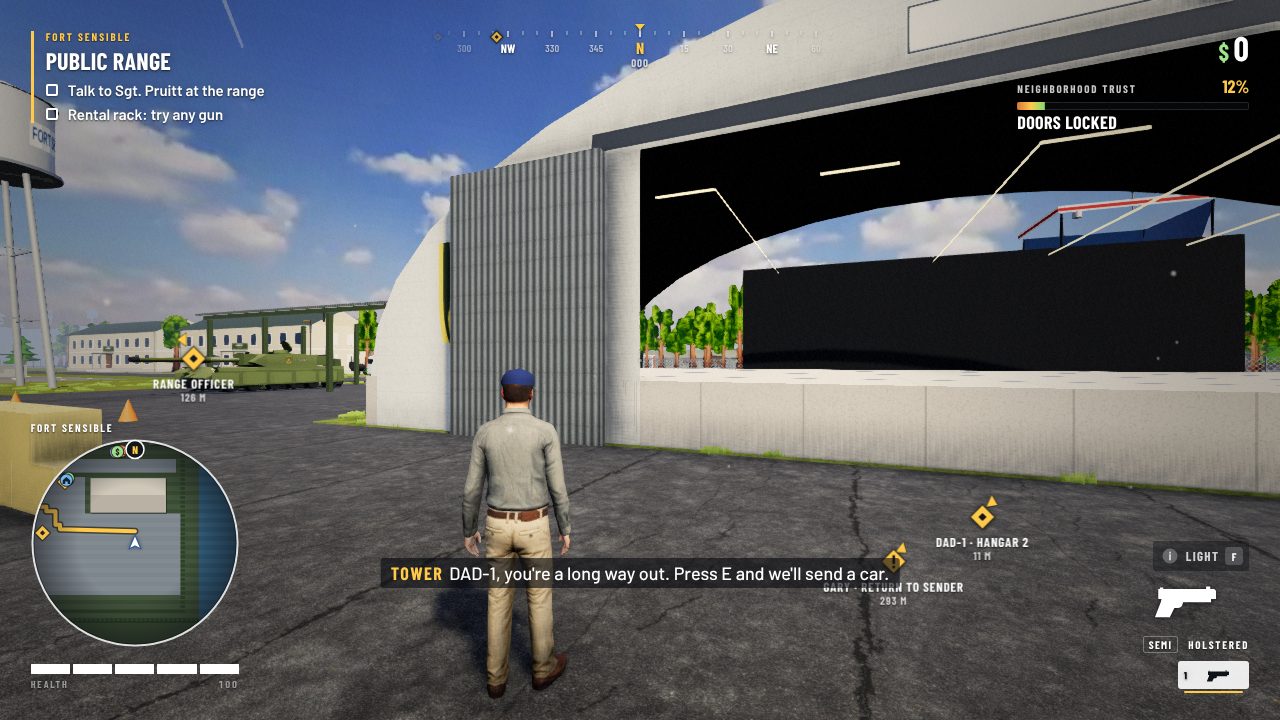 FORT SENSIBLE
PUBLIC RANGE
Talk to Sgt. Pruitt at the range
Rental rack: try any gun
300 NW 330 345 N 15 30 NE 60
000
$0
NEIGHBORHOOD TRUST 12%
DOORS LOCKED
RANGE OFFICER
126 M
FORT SENSIBLE
$ N
DAD-1 - HANGAR 2
11 M
TOWER DAD-1, you're a long way out. Press E and we'll send a car.
GARY - RETURN TO SENDER
293 M
i LIGHT F
SEMI HOLSTERED
1
HEALTH 100